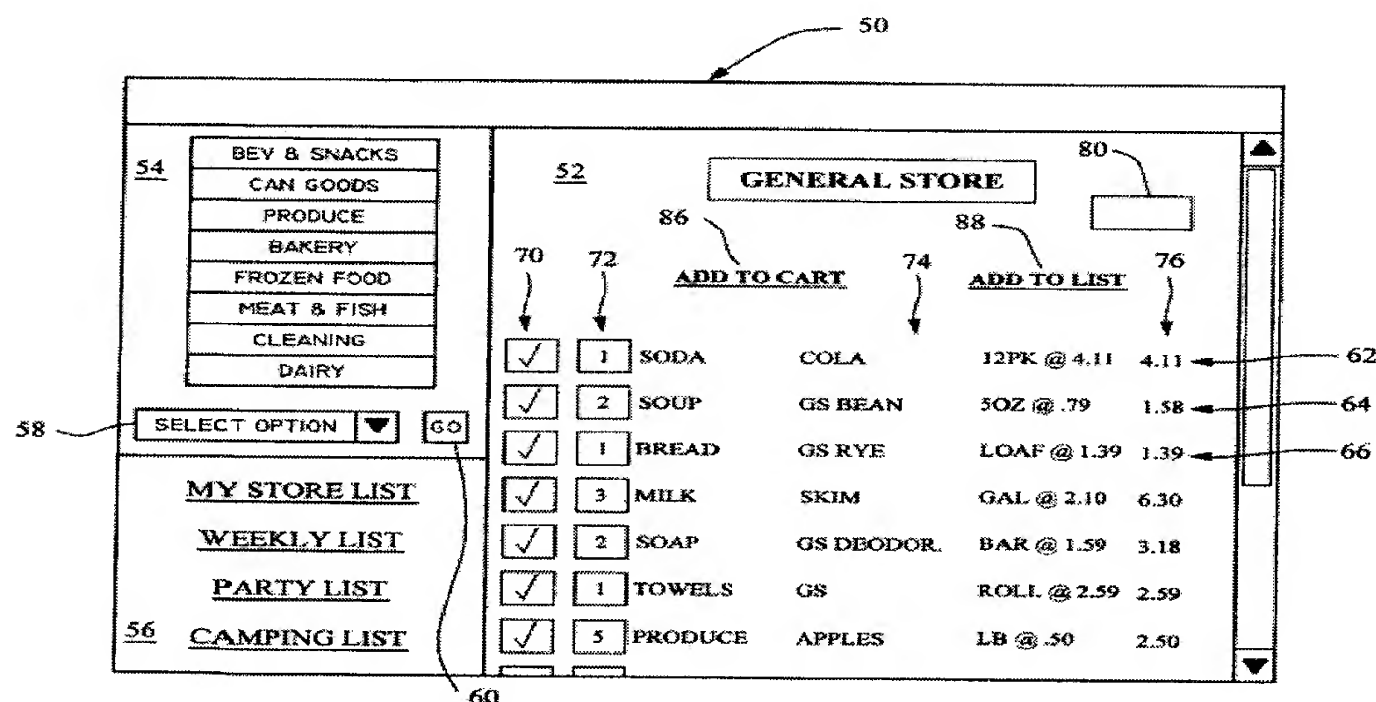 50
54
BEV & SNACKS
CAN GOODS
PRODUCE
BAKERY
FROZEN FOOD
MEAT & FISH
CLEANING
DAIRY
58
SELECT OPTION
GO
56
MY STORE LIST
WEEKLY LIST
PARTY LIST
CAMPING LIST
60
52
GENERAL STORE
80
86
88
70
72
ADD TO CART
74
ADD TO LIST
76
1 SODA COLA 12PK @ 4.11 4.11 62
2 SOUP GS BEAN 5OZ @ .79 1.58 64
1 BREAD GS RYE LOAF @ 1.39 1.39 66
3 MILK SKIM GAL @ 2.10 6.30
2 SOAP GS DEODOR. BAR @ 1.59 3.18
1 TOWELS GS ROLL @ 2.59 2.59
5 PRODUCE APPLES LB @ .50 2.50